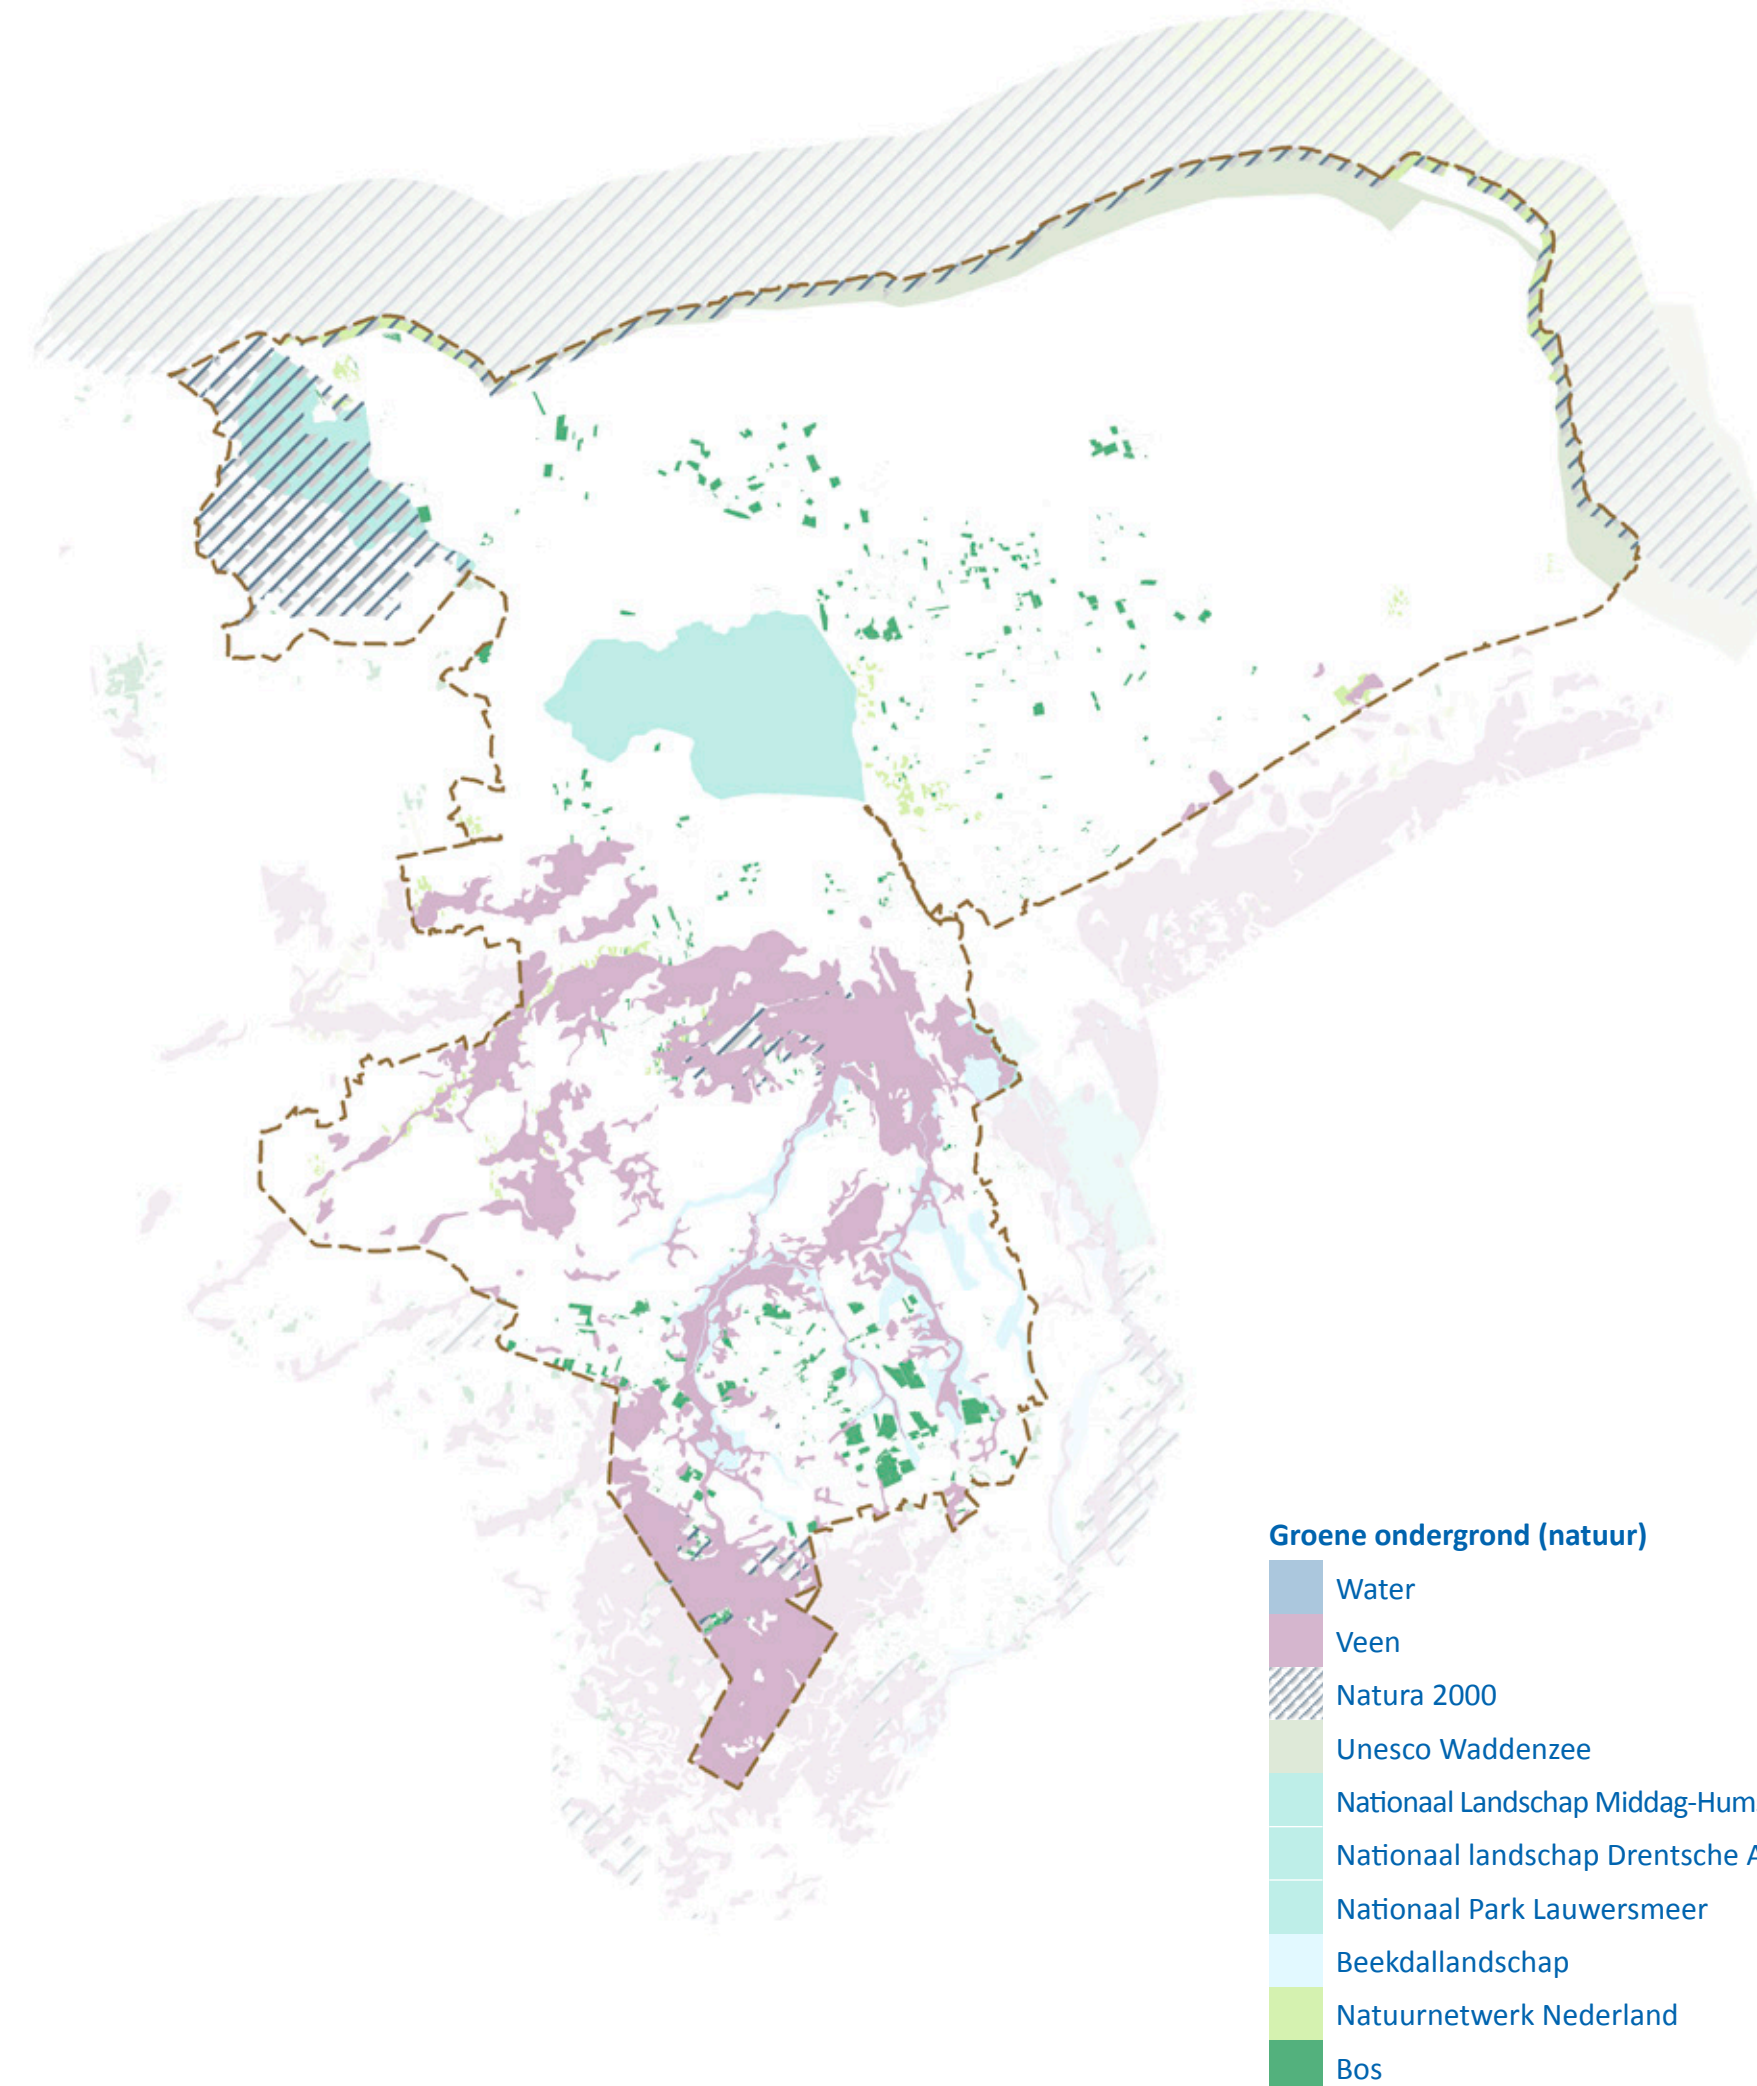 Groene ondergrond (natuur)
Water
Veen
Natura 2000
Unesco Waddenzee
Nationaal Landschap Middag-Hum
Nationaal landschap Drentsche A
Nationaal Park Lauwersmeer
Beekdallandschap
Natuurnetwerk Nederland
Bos